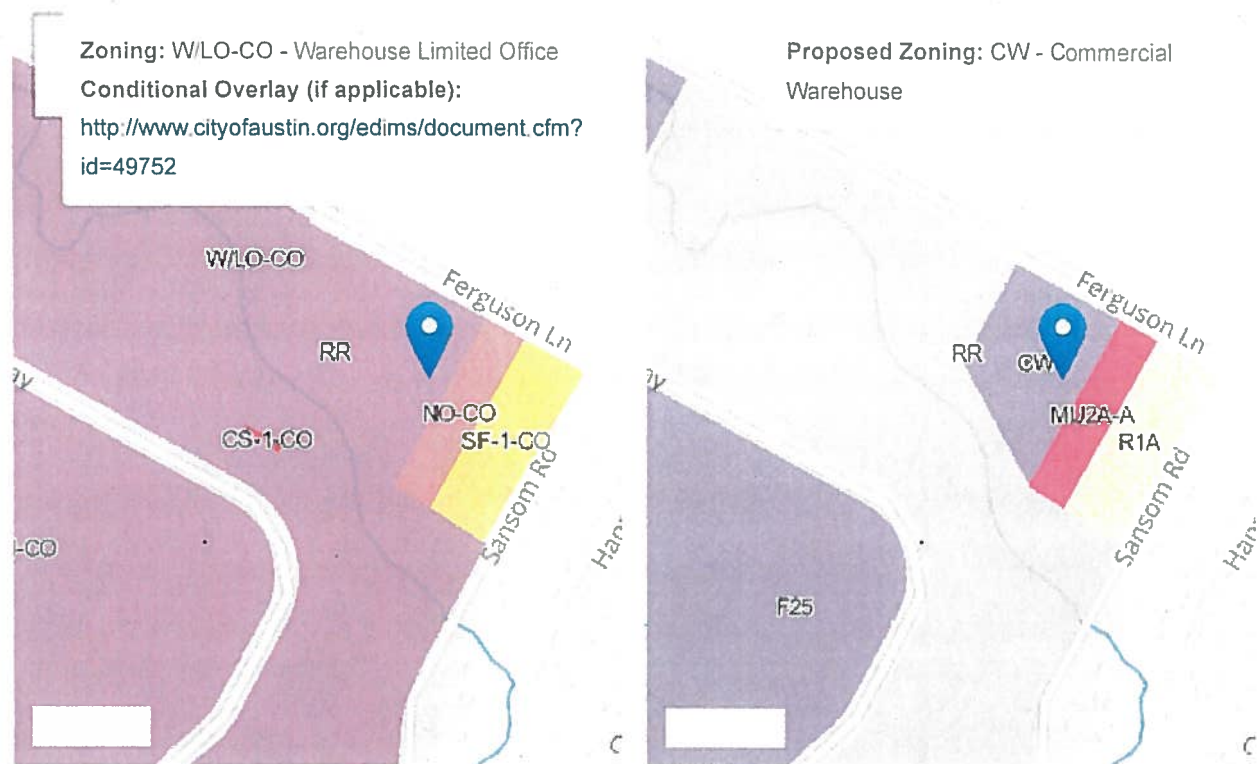 Zoning: W/LO-CO - Warehouse Limited Office
Conditional Overlay (if applicable):
http://www.cityofaustin.org/edims/document.cfm?
id=49752
W/LO-CO
Ferguson Ln
RR
NO-CO
CS-1-CO
SF-1-CO
Sansom Rd
-CO
Proposed Zoning: CW - Commercial
Warehouse
Ferguson Ln
RR
CW
MU2A-A
R1A
Sansom Rd
F25